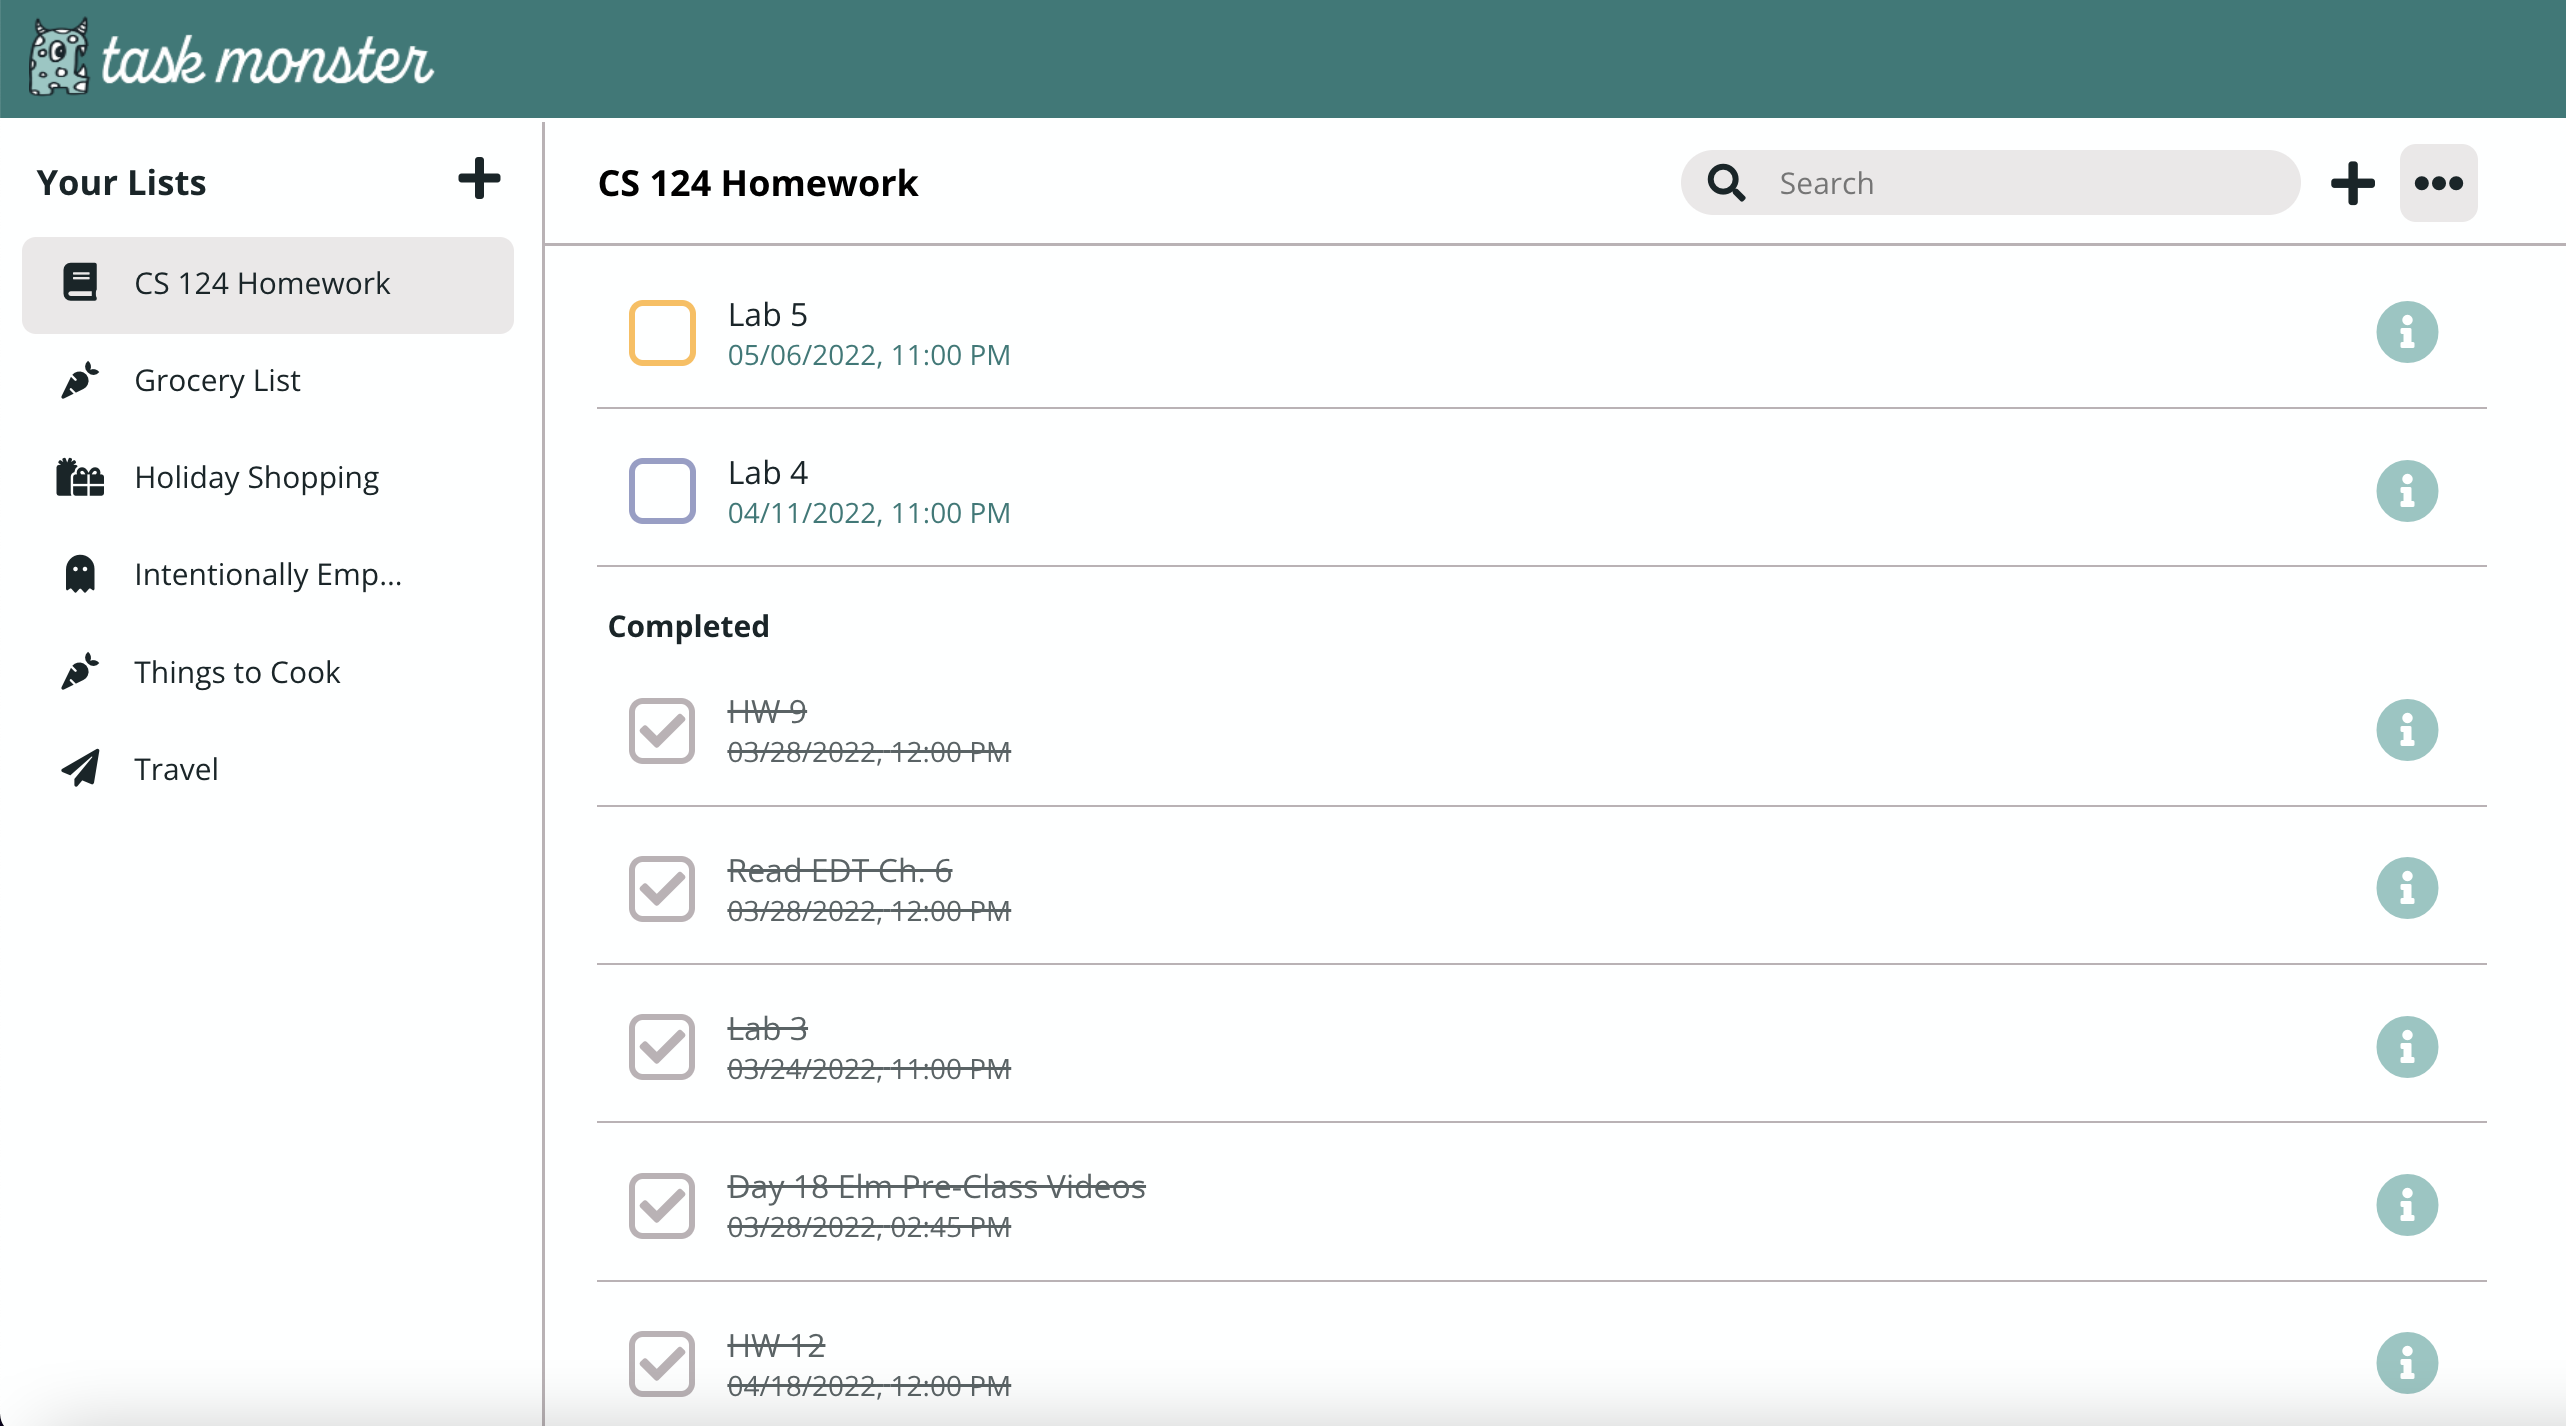 task monster
Your Lists
CS 124 Homework
Grocery List
Holiday Shopping
Intentionally Emp...
Things to Cook
Travel
CS 124 Homework
Search
Lab 5
05/06/2022, 11:00 PM
Lab 4
04/11/2022, 11:00 PM
Completed
HW 9
03/28/2022, 12:00 PM
Read EDT Ch. 6
03/28/2022, 12:00 PM
Lab 3
03/24/2022, 11:00 PM
Day 18 Elm Pre-Class Videos
03/28/2022, 02:45 PM
HW 12
04/18/2022, 12:00 PM